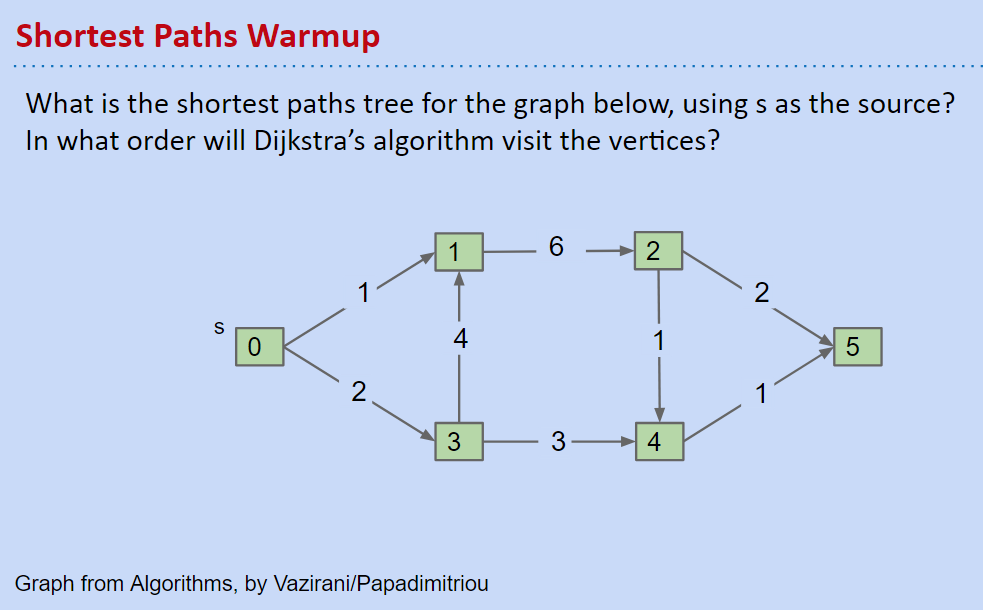 Shortest Paths Warmup
What is the shortest paths tree for the graph below, using s as the source?
In what order will Dijkstra’s algorithm visit the vertices?
1
6
2
1
2
s
0
4
1
5
2
1
3
3
4
Graph from Algorithms, by Vazirani/Papadimitriou